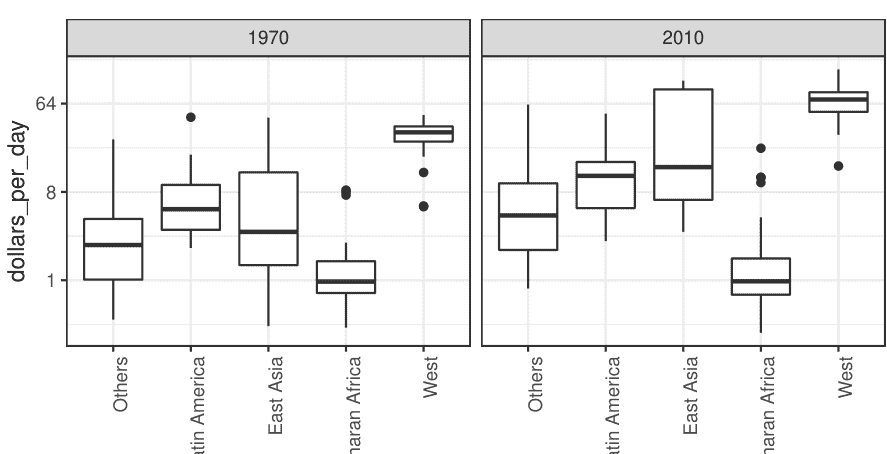 1970
2010
dollars_per_day
64
8
1
Others
atin America
East Asia
haran Africa
West
Others
atin America
East Asia
haran Africa
West